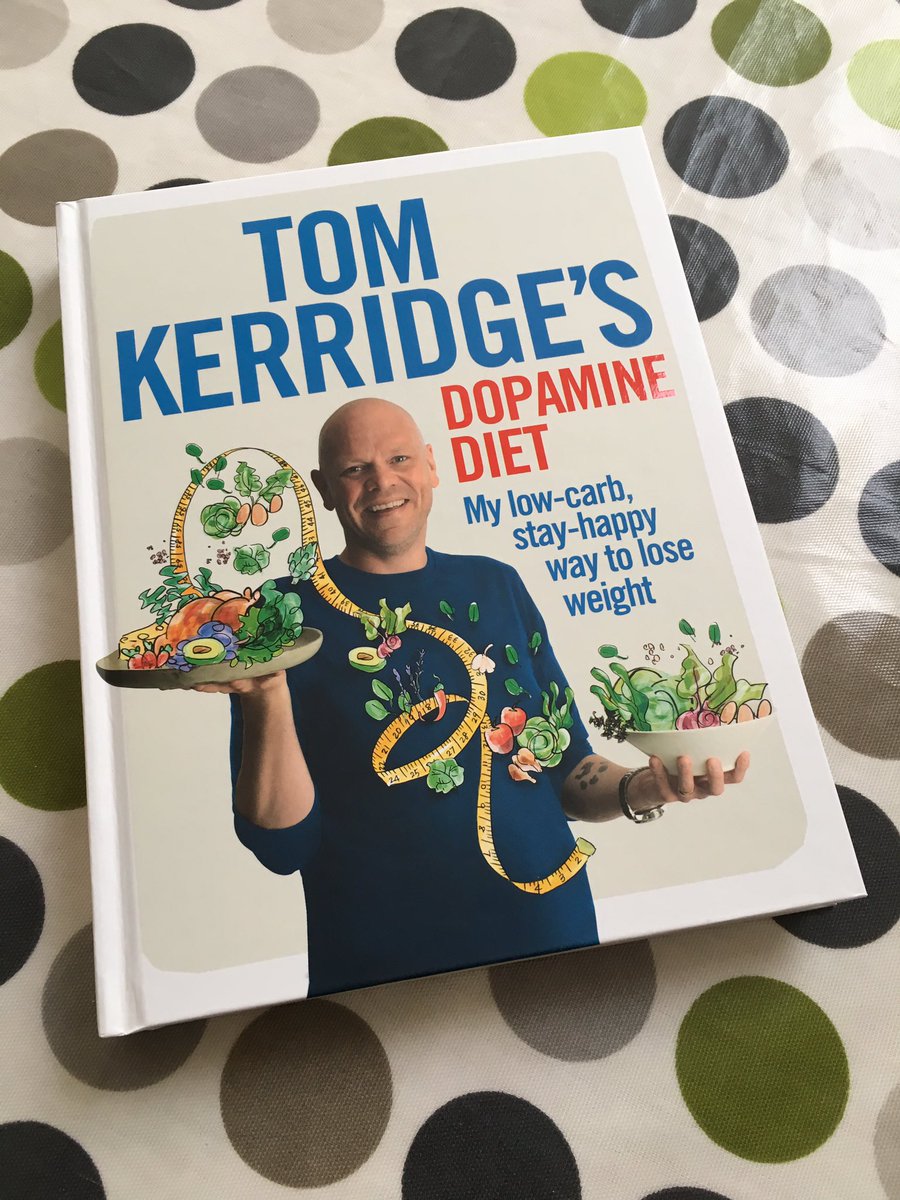 TOM
KERRIDGE'S
DOPAMINE
DIET
My low-carb,
stay-happy
way to lose
weight